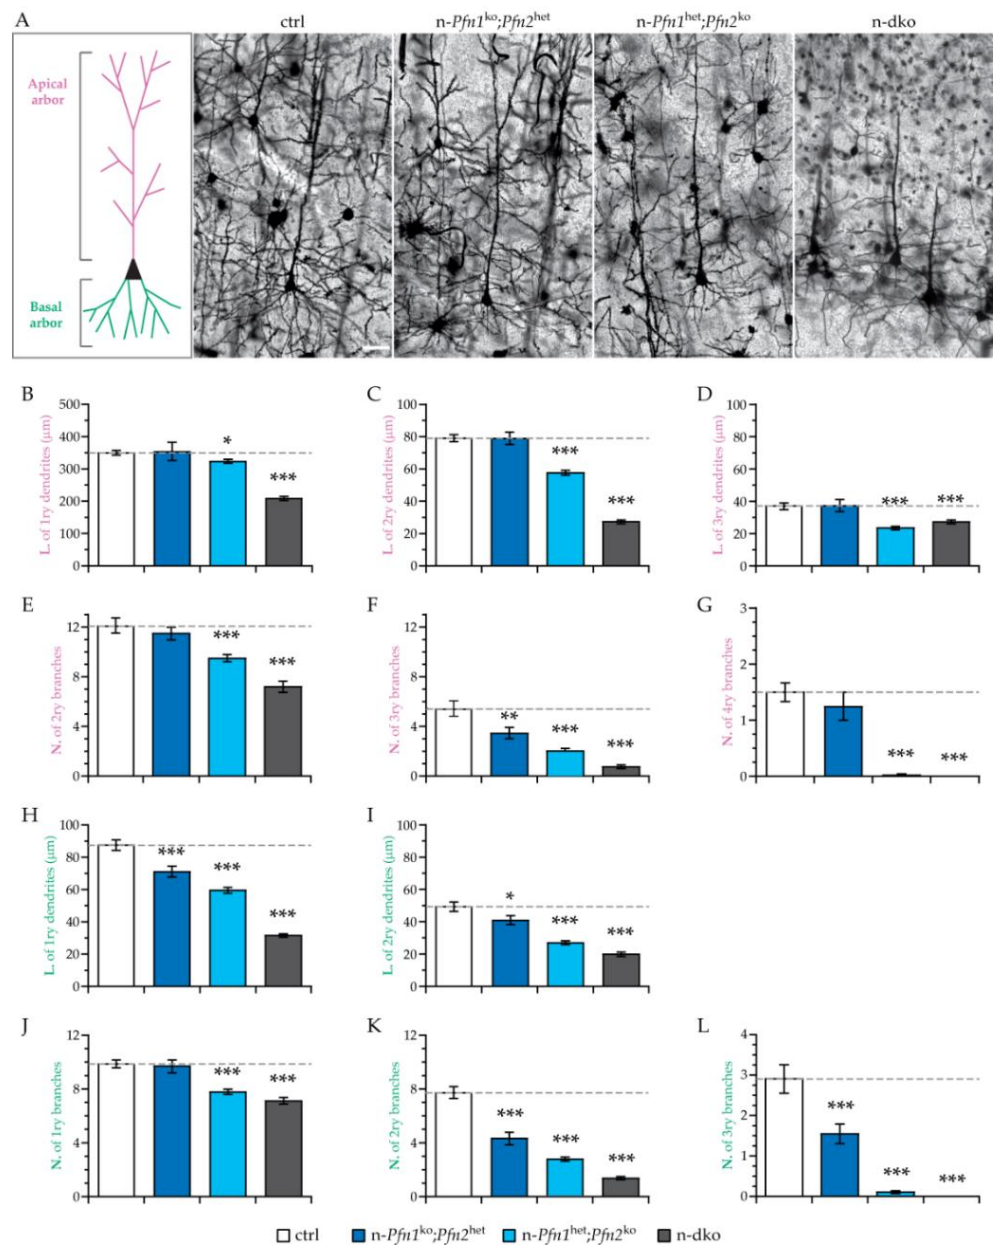 A
ctrl
n-Pfn1ko;Pfn2het
n-Pfn1het;Pfn2ko
n-dko
Apical
arbor
Basal
arbor
B
L. of 1ry dendrites (μm)
500
400
300
200
100
0
*
***
C
L. of 2ry dendrites (μm)
100
80
60
40
20
0
***
***
D
L. of 3ry dendrites (μm)
100
80
60
40
20
0
***
***
E
N. of 2ry branches
12
8
4
0
***
***
F
N. of 3ry branches
12
8
4
0
**
***
***
G
N. of 4ry branches
3
2
1
0
***
***
H
L. of 1ry dendrites (μm)
100
80
60
40
20
0
***
***
***
I
L. of 2ry dendrites (μm)
100
80
60
40
20
0
*
***
***
J
N. of 1ry branches
12
8
4
0
***
***
K
N. of 2ry branches
12
8
4
0
***
***
***
L
N. of 3ry branches
4
3
2
1
0
***
***
***
ctrl
n-Pfn1ko;Pfn2het
n-Pfn1het;Pfn2ko
n-dko